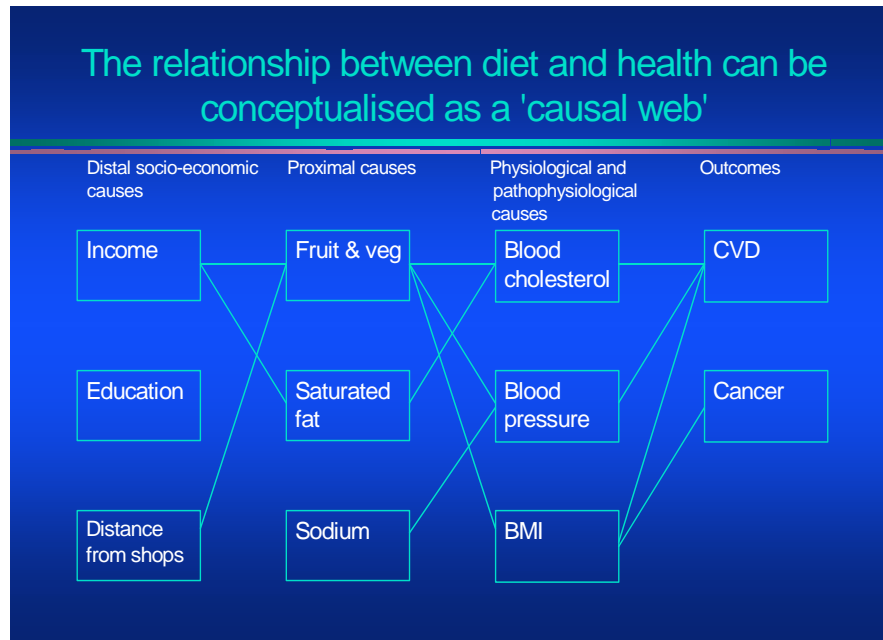 The relationship between diet and health can be
conceptualised as a 'causal web'
Distal socio-economic
causes
Proximal causes
Physiological and
pathophysiological
causes
Outcomes
Income
Fruit & veg
Blood
cholesterol
CVD
Education
Saturated
fat
Blood
pressure
Cancer
Distance
from shops
Sodium
BMI